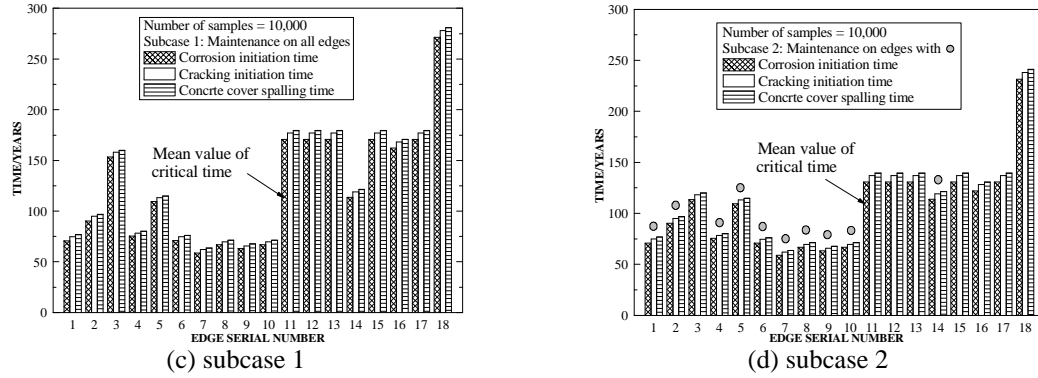 300
250
200
150
100
50
0
TIME/YEARS
Number of samples = 10,000
Subcase 1: Maintenance on all edges
Corrosion initiation time
Cracking initiation time
Concrte cover spalling time
Mean value of
critical time
1 2 3 4 5 6 7 8 9 10 11 12 13 14 15 16 17 18
EDGE SERIAL NUMBER
(c) subcase 1
300
250
200
150
100
50
0
TIME/YEARS
Number of samples = 10,000
Subcase 2: Maintenance on edges with
Corrosion initiation time
Cracking initiation time
Concrte cover spalling time
Mean value of
critical time
1 2 3 4 5 6 7 8 9 10 11 12 13 14 15 16 17 18
EDGE SERIAL NUMBER
(d) subcase 2